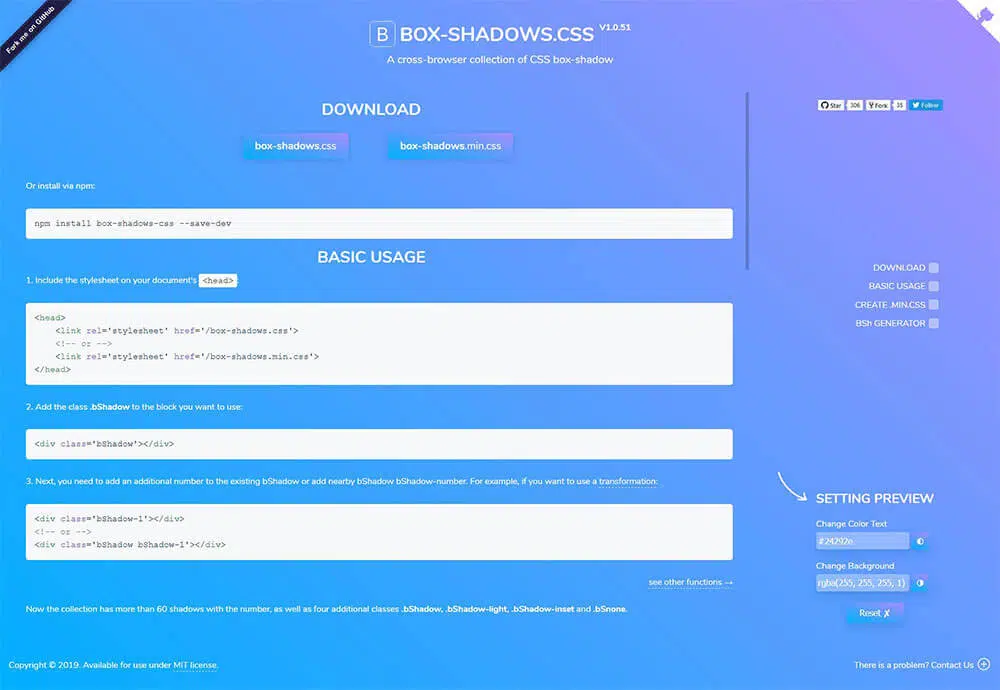 Fork me on GitHub
B BOX-SHADOWS.CSS V1.0.51
A cross-browser collection of CSS box-shadow
DOWNLOAD
box-shadows.css
box-shadows.min.css
Or install via npm:
npm install box-shadows-css --save-dev
BASIC USAGE
1. Include the stylesheet on your document's <head>:
<head>
<link rel='stylesheet' href='/box-shadows.css'>
<!-- or -->
<link rel='stylesheet' href='/box-shadows.min.css'>
</head>
2. Add the class .bShadow to the block you want to use:
<div class='bShadow'></div>
3. Next, you need to add an additional number to the existing bShadow or add nearby bShadow bShadow-number. For example, if you want to use a transformation:
<div class='bShadow-1'></div>
<!-- or -->
<div class='bShadow bShadow-1'></div>
see other functions →
Now the collection has more than 60 shadows with the number, as well as four additional classes .bShadow, .bShadow-light, .bShadow-inset and .bSnone.
Star 306 Fork 35 Follow
DOWNLOAD
BASIC USAGE
CREATE .MIN.CSS
BSh GENERATOR
SETTING PREVIEW
Change Color Text
#24292e
Change Background
rgba(255, 255, 255, 1)
Reset ✗
Copyright © 2019. Available for use under MIT license.
There is a problem? Contact Us